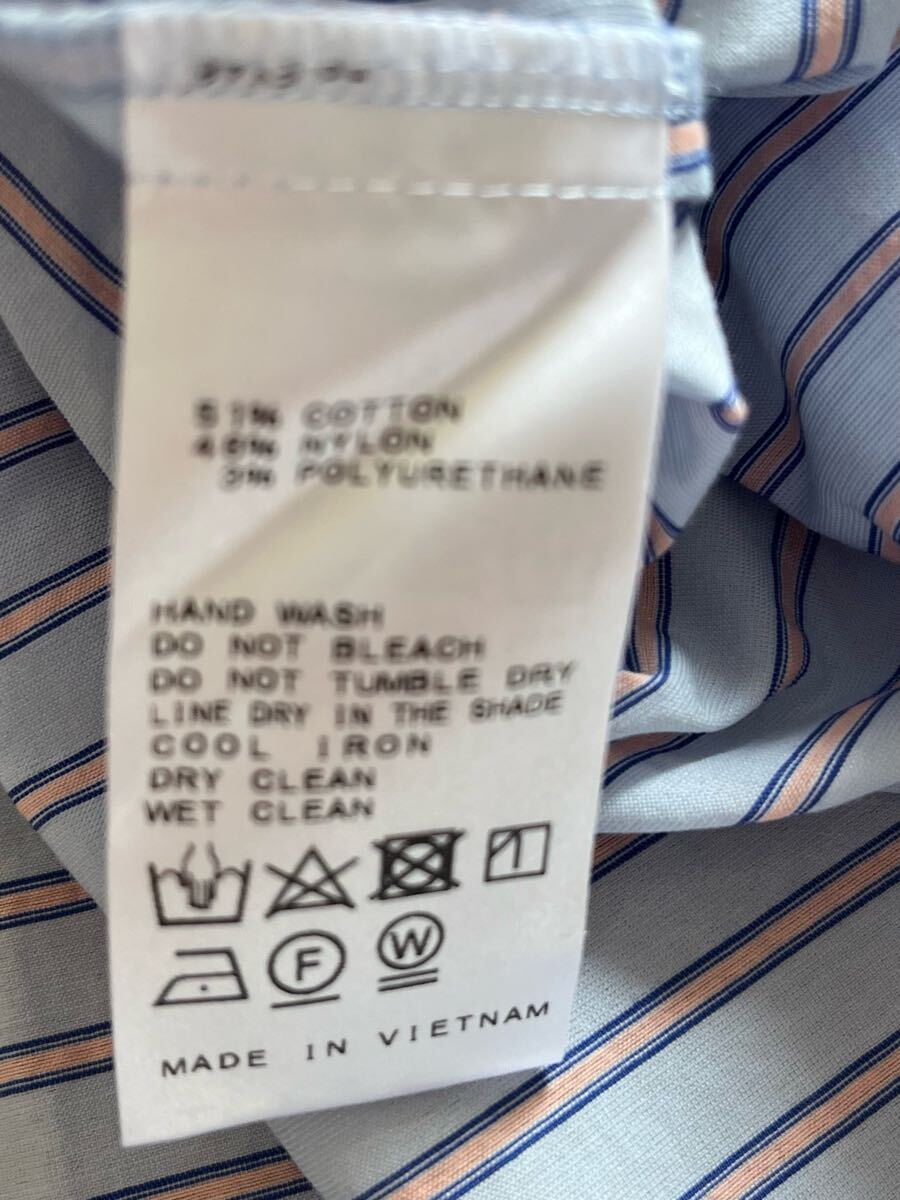 51% COTTON
46% NYLON
3% POLYURETHANE
HAND WASH
DO NOT BLEACH
DO NOT TUMBLE DRY
LINE DRY IN THE SHADE
COOL IRON
DRY CLEAN
WET CLEAN
F
W
MADE IN VIETNAM